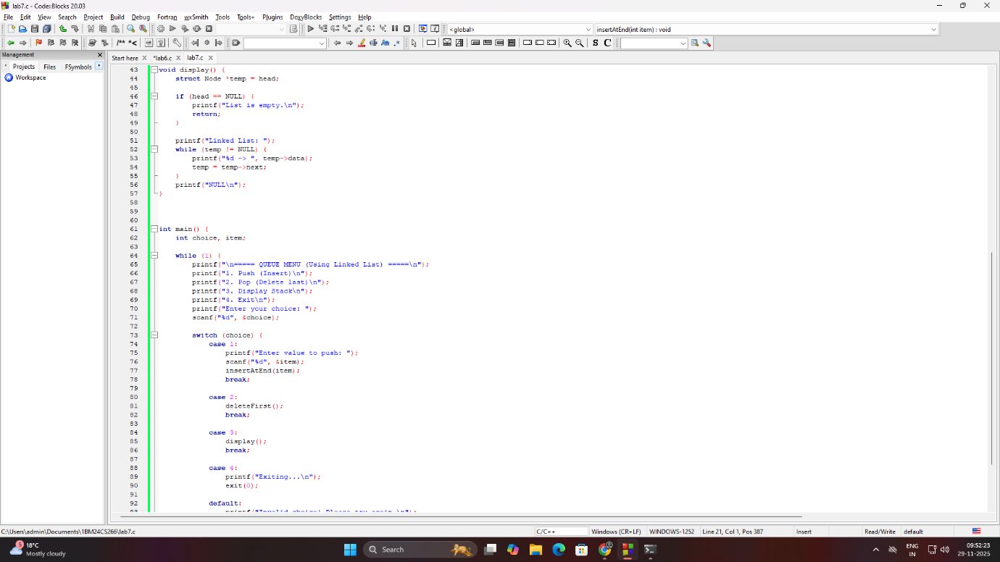 lab7.c - Code::Blocks 20.03
File Edit View Search Project Build Debug Fortran wxSmith Tools Tools+ Plugins DoxyBlocks Settings Help
<global> insertAtEnd(int item) : void
/** *< S C
Management
Start here *lab6.c lab7.c
Projects Files FSymbols
Workspace
43 void display() {
44 struct Node *temp = head;
45
46 if (head == NULL) {
47 printf("List is empty.\n");
48 return;
49 }
50
51 printf("Linked List: ");
52 while (temp != NULL) {
53 printf("%d -> ", temp->data);
54 temp = temp->next;
55 }
56 printf("NULL\n");
57 }
58
59
60
61 int main() {
62 int choice, item;
63
64 while (1) {
65 printf("\n===== QUEUE MENU (Using Linked List) =====\n");
66 printf("1. Push (Insert)\n");
67 printf("2. Pop (Delete last)\n");
68 printf("3. Display Stack\n");
69 printf("4. Exit\n");
70 printf("Enter your choice: ");
71 scanf("%d", &choice);
72
73 switch (choice) {
74 case 1:
75 printf("Enter value to push: ");
76 scanf("%d", &item);
77 insertAtEnd(item);
78 break;
79
80 case 2:
81 deleteFirst();
82 break;
83
84 case 3:
85 display();
86 break;
87
88 case 4:
89 printf("Exiting...\n");
90 exit(0);
91
92 default:
93 printf("Invalid choice! Please try again.\n");
C:\Users\admin\Documents\1BM24CS266\lab7.c C/C++ Windows (CR+LF) WINDOWS-1252 Line 21, Col 1, Pos 387 Insert Read/Write default
5
18°C
Mostly cloudy
Search
ENG
IN
09:52:23
29-11-2025